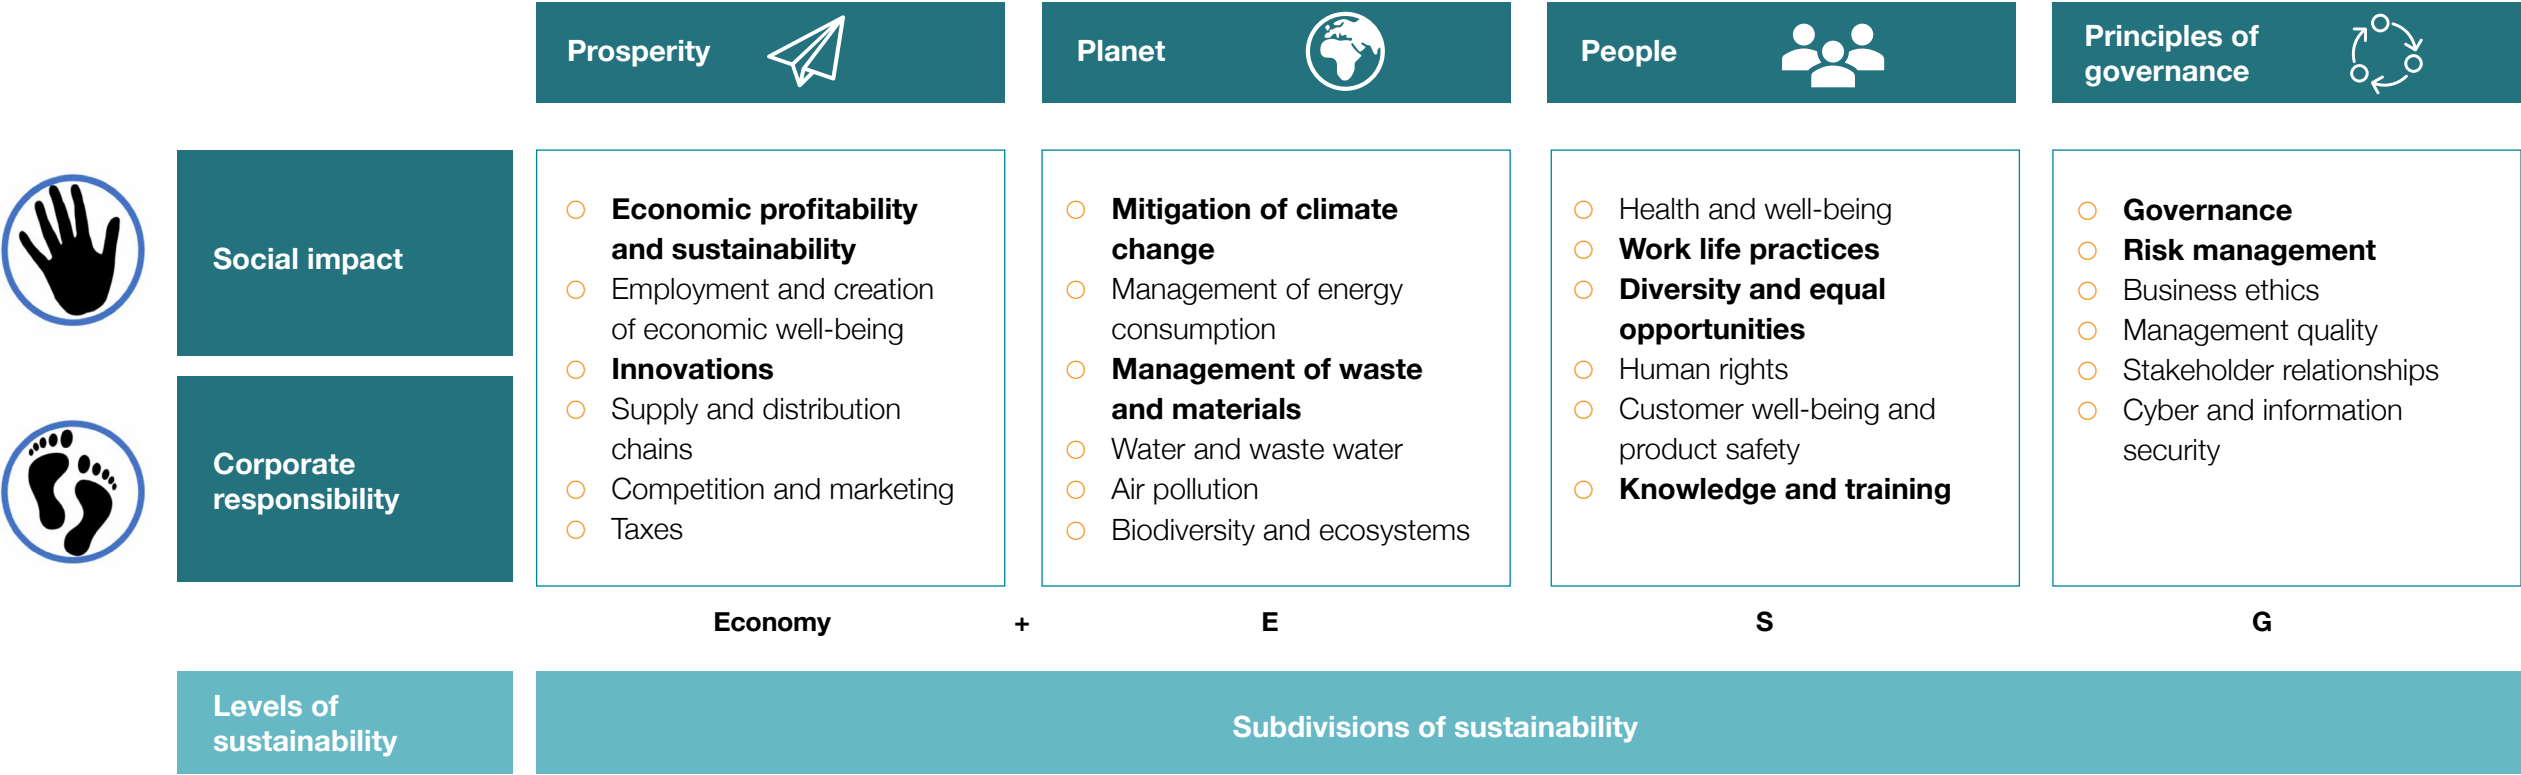 Prosperity
Planet
People
Principles of
governance
Social impact
Corporate
responsibility
Economic profitability
and sustainability
Employment and creation
of economic well-being
Innovations
Supply and distribution
chains
Competition and marketing
Taxes
Mitigation of climate
change
Management of energy
consumption
Management of waste
and materials
Water and waste water
Air pollution
Biodiversity and ecosystems
Health and well-being
Work life practices
Diversity and equal
opportunities
Human rights
Customer well-being and
product safety
Knowledge and training
Governance
Risk management
Business ethics
Management quality
Stakeholder relationships
Cyber and information
security
Economy + E S G
Levels of
sustainability
Subdivisions of sustainability